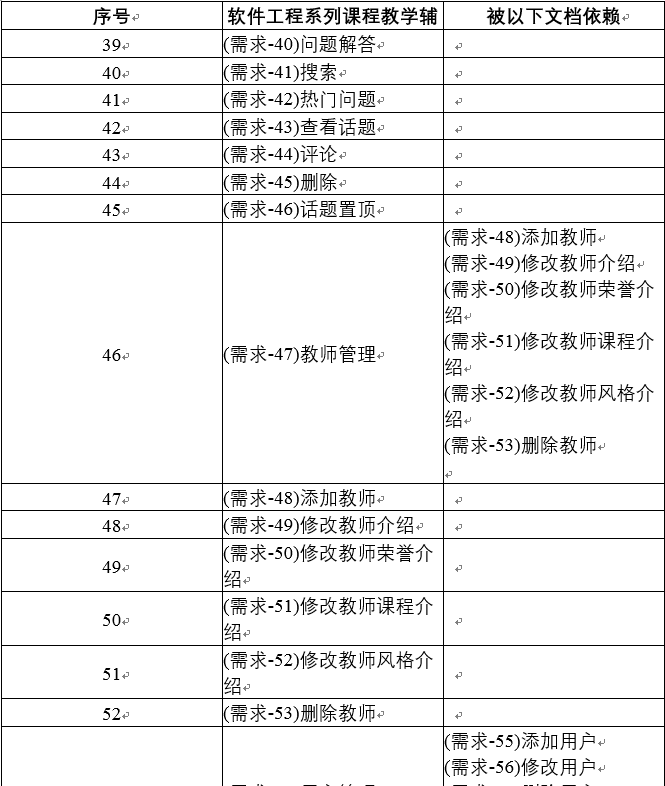 序号 软件工程系列课程教学辅 被以下文档依赖
39 (需求-40)问题解答
40 (需求-41)搜索
41 (需求-42)热门问题
42 (需求-43)查看话题
43 (需求-44)评论
44 (需求-45)删除
45 (需求-46)话题置顶
46 (需求-47)教师管理
(需求-48)添加教师
(需求-49)修改教师介绍
(需求-50)修改教师荣誉介
绍
(需求-51)修改教师课程介
绍
(需求-52)修改教师风格介
绍
(需求-53)删除教师
47 (需求-48)添加教师
48 (需求-49)修改教师介绍
49 (需求-50)修改教师荣誉介
绍
50 (需求-51)修改教师课程介
绍
51 (需求-52)修改教师风格介
绍
52 (需求-53)删除教师
(需求-55)添加用户
(需求-56)修改用户